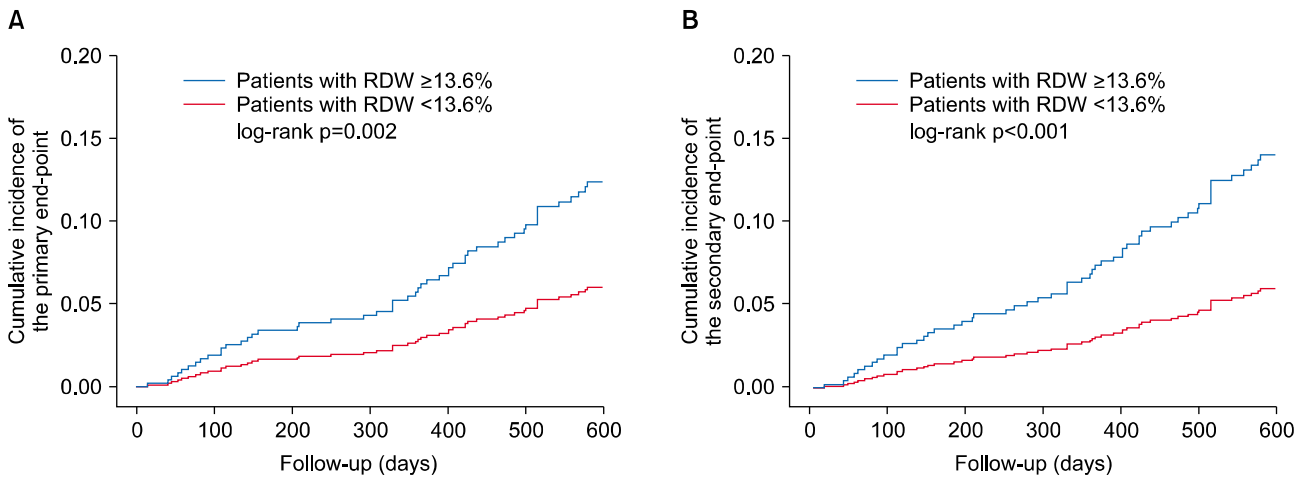 A
Cumulative incidence of
the primary end-point
0.20
0.15
0.10
0.05
0.00
Patients with RDW ≥13.6%
Patients with RDW <13.6%
log-rank p=0.002
0 100 200 300 400 500 600
Follow-up (days)
B
Cumulative incidence of
the secondary end-point
0.20
0.15
0.10
0.05
0.00
Patients with RDW ≥13.6%
Patients with RDW <13.6%
log-rank p<0.001
0 100 200 300 400 500 600
Follow-up (days)